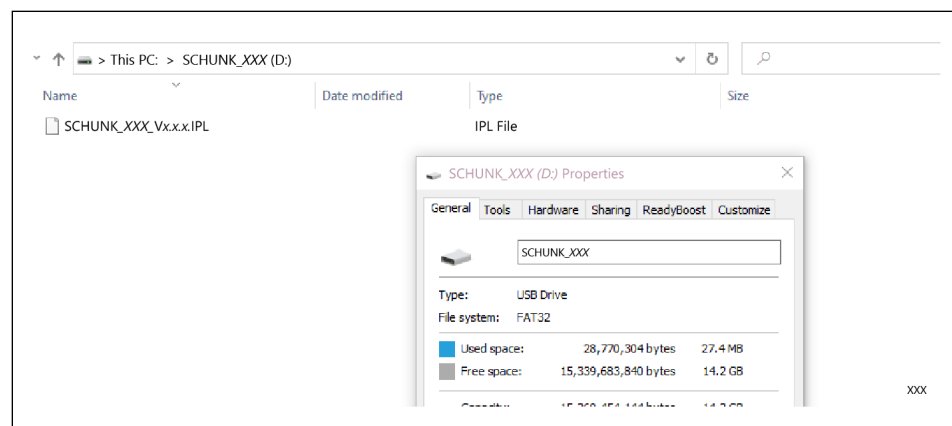 > This PC: > SCHUNK_XXX (D:)
Name Date modified Type Size
SCHUNK_XXX_Vx.x.x.IPL IPL File
SCHUNK_XXX (D:) Properties
General Tools Hardware Sharing ReadyBoost Customize
SCHUNK_XXX
Type: USB Drive
File system: FAT32
Used space: 28,770,304 bytes 27.4 MB
Free space: 15,339,683,840 bytes 14.2 GB
XXX